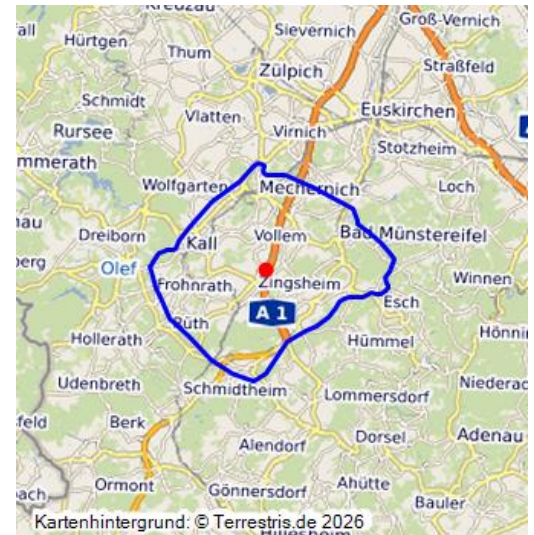 Kreuzau
Groß-Vernich
Hürtgen
Sievernich
Thum
Straßfeld
Zülpich
Schmidt
Vlatten
Euskirchen
Rursee
Virnich
Stotzheim
mmerath
Wolfgarten
Mechernich
Loch
Dreiborn
Kall
Vollem
Bad Münstereifel
Olef
Frohnrath
Zingsheim
Winnen
Esch
A 1
Rüth
Hollerath
Hümmel
Udenbreth
Schmidtheim
Lommersdorf
Berk
Dorsel
Adenau
Alendorf
Ormont
Gönnersdorf
Ahütte
Bauler
Kartenhintergrund: © Terrestris.de 2026